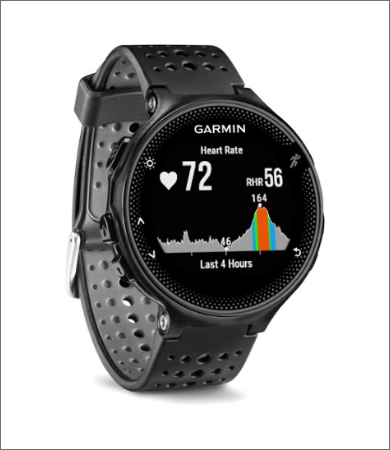 GARMIN
Heart Rate
72
RHR 56
164
46
Last 4 Hours